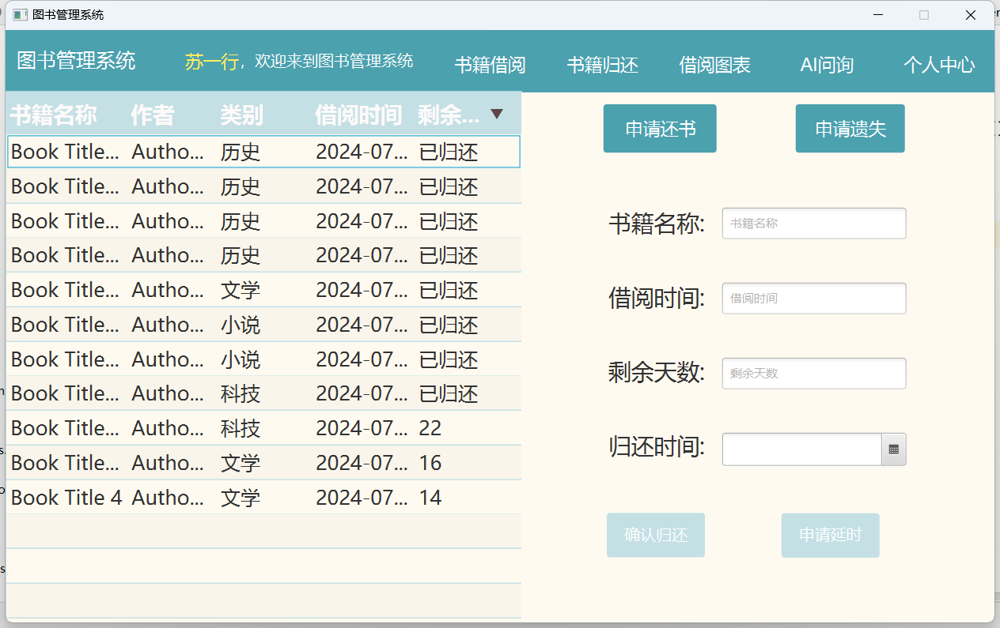 图书管理系统
图书管理系统 苏一行，欢迎来到图书管理系统 书籍借阅 书籍归还 借阅图表 AI问询 个人中心
书籍名称 作者 类别 借阅时间 剩余... ▼
Book Title... Autho... 历史 2024-07... 已归还
Book Title... Autho... 历史 2024-07... 已归还
Book Title... Autho... 历史 2024-07... 已归还
Book Title... Autho... 历史 2024-07... 已归还
Book Title... Autho... 文学 2024-07... 已归还
Book Title... Autho... 小说 2024-07... 已归还
Book Title... Autho... 小说 2024-07... 已归还
Book Title... Autho... 科技 2024-07... 已归还
Book Title... Autho... 科技 2024-07... 22
Book Title... Autho... 文学 2024-07... 16
Book Title 4 Autho... 文学 2024-07... 14
申请还书 申请遗失
书籍名称: 书籍名称
借阅时间: 借阅时间
剩余天数: 剩余天数
归还时间:
确认归还 申请延时